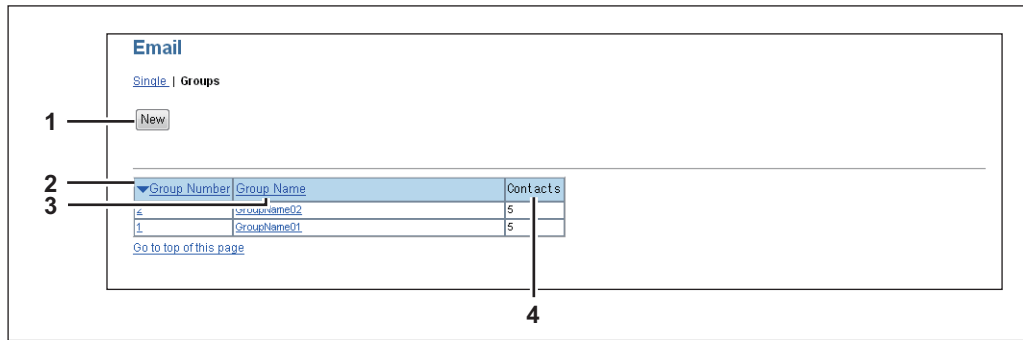 Email
Single | Groups
1 New
2 Group Number Group Name Contacts
3
2 GroupName02 5
1 GroupName01 5
Go to top of this page
4